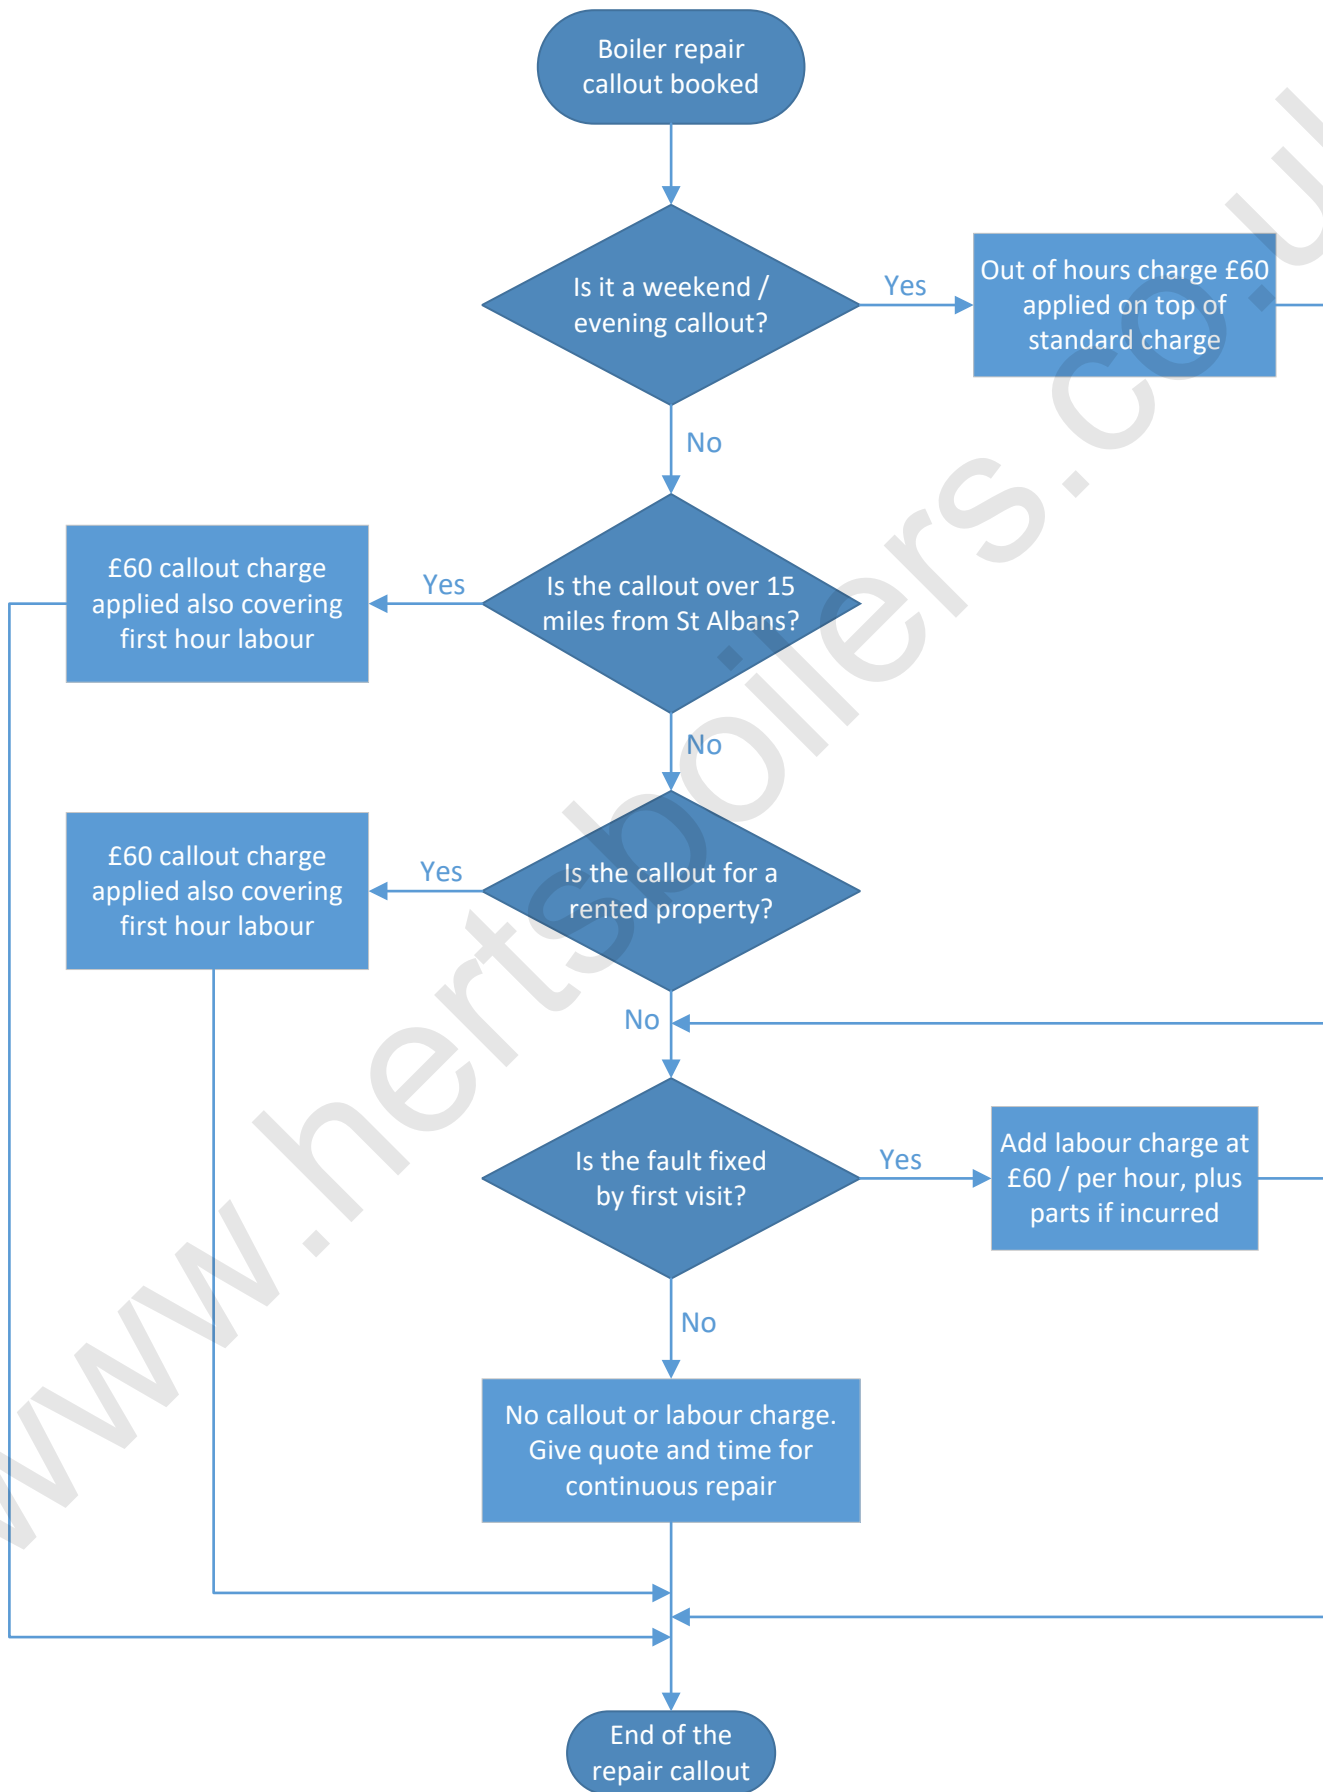 Boiler repair
callout booked
Is it a weekend /
evening callout?
Yes
Out of hours charge £60
applied on top of
standard charge
No
£60 callout charge
applied also covering
first hour labour
Yes
Is the callout over 15
miles from St Albans?
No
£60 callout charge
applied also covering
first hour labour
Yes
Is the callout for a
rented property?
No
Is the fault fixed
by first visit?
Yes
Add labour charge at
£60 / per hour, plus
parts if incurred
No
No callout or labour charge.
Give quote and time for
continuous repair
End of the
repair callout
www.hertsboilers.co.uk